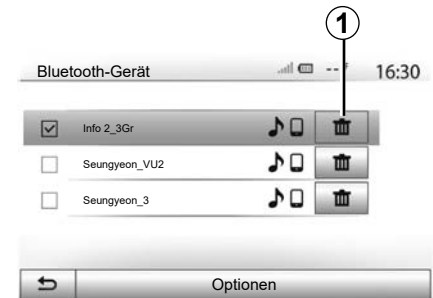 1
Bluetooth-Gerät --° 16:30
Info 2_3Gr
Seungyeon_VU2
Seungyeon_3
Optionen